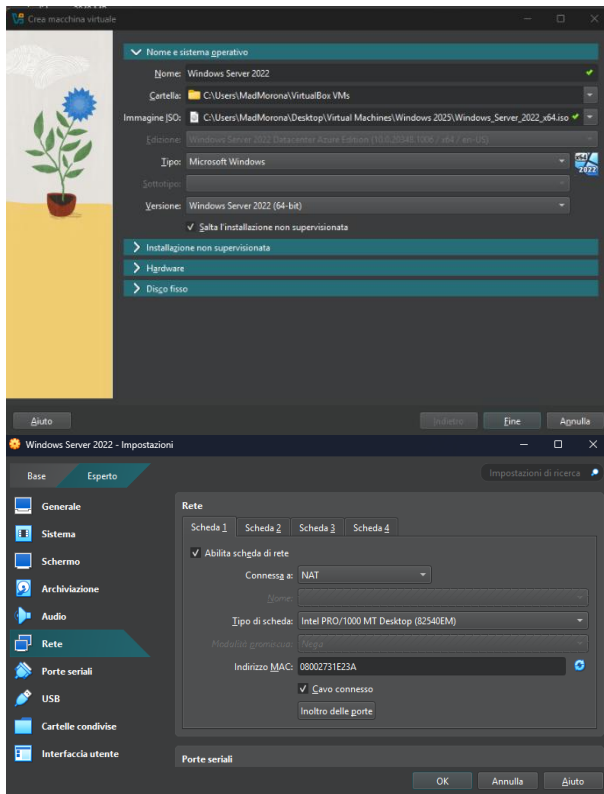 Crea macchina virtuale
Nome e sistema operativo
Nome: Windows Server 2022
Cartella: C:\Users\MadMorona\VirtualBox VMs
Immagine ISO: C:\Users\MadMorona\Desktop\Virtual Machines\Windows 2025\Windows_Server_2022_x64.iso
Edizione: Windows Server 2022 Datacenter Azure Edition (10.0.20348.1006 / x64 / en-US)
Tipo: Microsoft Windows
x64
2022
Sottotipo:
Versione: Windows Server 2022 (64-bit)
Salta l'installazione non supervisionata
Installazione non supervisionata
Hardware
Disco fisso
Aiuto Indietro Fine Annulla
Windows Server 2022 - Impostazioni
Base Esperto Impostazioni di ricerca
Generale
Sistema
Schermo
Archiviazione
Audio
Rete
Porte seriali
USB
Cartelle condivise
Interfaccia utente
Rete
Scheda 1 Scheda 2 Scheda 3 Scheda 4
Abilita scheda di rete
Connessa a: NAT
Nome:
Tipo di scheda: Intel PRO/1000 MT Desktop (82540EM)
Modalità promiscua: Nega
Indirizzo MAC: 08002731E23A
Cavo connesso
Inoltro delle porte
Porte seriali
OK Annulla Aiuto